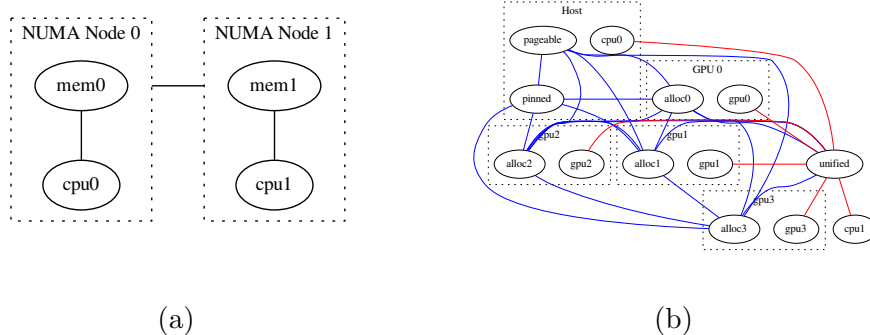 NUMA Node 0
NUMA Node 1
mem0
mem1
cpu0
cpu1
(a)
Host
pageable
cpu0
GPU 0
pinned
alloc0
gpu0
gpu2
gpu1
alloc2
gpu2
alloc1
gpu1
unified
gpu3
alloc3
gpu3
cpu1
(b)